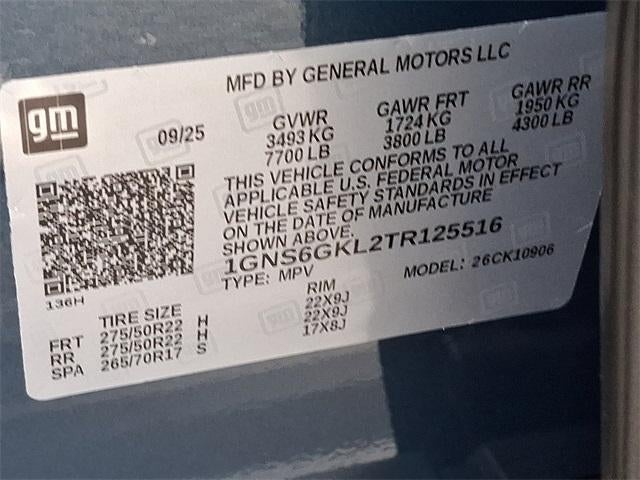 MFD BY GENERAL MOTORS LLC
gm
09/25
GVWR
3493 KG
7700 LB
GAWR FRT
1724 KG
3800 LB
GAWR RR
1950 KG
4300 LB
THIS VEHICLE CONFORMS TO ALL
APPLICABLE U.S. FEDERAL MOTOR
VEHICLE SAFETY STANDARDS IN EFFECT
ON THE DATE OF MANUFACTURE
SHOWN ABOVE.
1GNS6GKL2TR125516
TYPE: MPV
MODEL: 26CK10906
136H
TIRE SIZE RIM
FRT 275/50R22 H 22X9J
RR 275/50R22 H 22X9J
SPA 265/70R17 S 17X8J